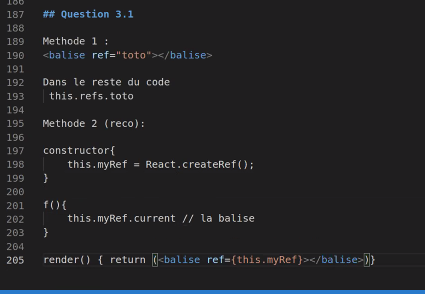 186
187 ## Question 3.1
188
189 Methode 1 :
190 <balise ref="toto"></balise>
191
192 Dans le reste du code
193  this.refs.toto
194
195 Methode 2 (reco):
196
197 constructor{
198     this.myRef = React.createRef();
199 }
200
201 f(){
202     this.myRef.current // la balise
203 }
204
205 render() { return (<balise ref={this.myRef}></balise>)}